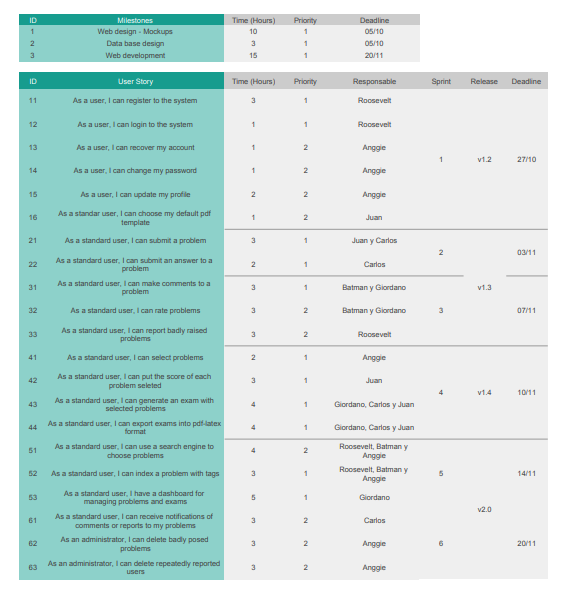 ID Milestones Time (Hours) Priority Deadline
1 Web design - Mockups 10 1 05/10
2 Data base design 3 1 05/10
3 Web development 15 1 20/11
ID User Story Time (Hours) Priority Responsable Sprint Release Deadline
11 As a user, I can register to the system 3 1 Roosevelt
12 As a user, I can login to the system 1 1 Roosevelt
13 As a user, I can recover my account 1 2 Anggie
1 v1.2 27/10
14 As a user, I can change my password 1 2 Anggie
15 As a user, I can update my profile 2 2 Anggie
16 As a standar user, I can choose my default pdf
template 1 2 Juan
21 As a standard user, I can submit a problem 3 1 Juan y Carlos
2 03/11
22 As a standard user, I can submit an answer to a
problem 2 1 Carlos
31 As a standard user, I can make comments to a
problem 3 1 Batman y Giordano
v1.3
32 As a standard user, I can rate problems 3 2 Batman y Giordano 3 07/11
33 As a standard user, I can report badly raised
problems 3 2 Roosevelt
41 As a standard user, I can select problems 2 1 Anggie
42 As a standard user, I can put the score of each
problem seleted 3 1 Juan
4 v1.4 10/11
43 As a standard user, I can generate an exam with
selected problems 4 1 Giordano, Carlos y Juan
44 As a standard user, I can export exams into pdf-latex
format 4 1 Giordano, Carlos y Juan
51 As a standard user, I can use a search engine to
choose problems 4 2 Roosevelt, Batman y
Anggie
52 As a standard user, I can index a problem with tags 3 1 Roosevelt, Batman y
Anggie 5 14/11
53 As a standard user, I have a dashboard for
managing problems and exams 5 1 Giordano
v2.0
61 As a standard user, I can receive notifications of
comments or reports to my problems 3 2 Carlos
62 As an administrator, I can delete badly posed
problems 3 2 Anggie 6 20/11
63 As an administrator, I can delete repeatedly reported
users 3 2 Anggie